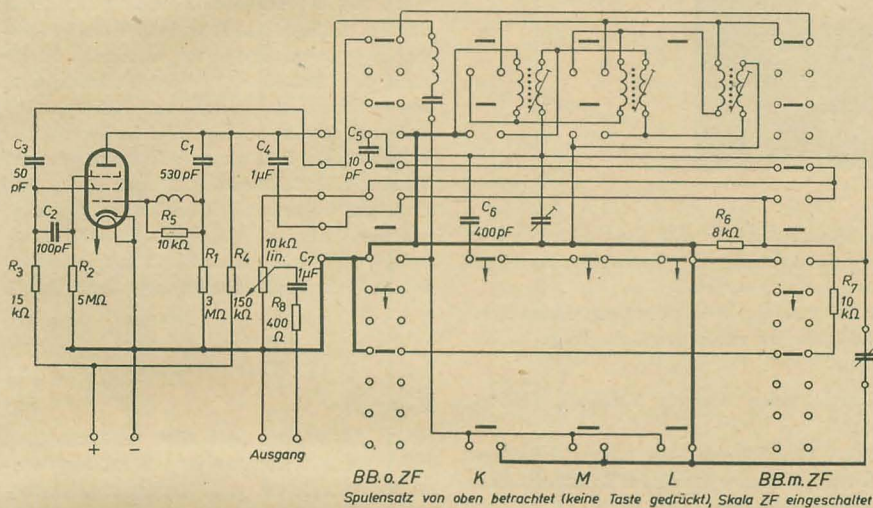 C₃
50
pF
C₂
100pF
R₃
15
kΩ
R₂
5MΩ
C₁
530pF
R₅
10kΩ
R₁
3
MΩ
R₄
150
kΩ
C₄
1µF
10kΩ
lin.
C₇
1µF
R₈
400
Ω
C₅
10
pF
C₆
400pF
R₆
8kΩ
R₇
10
kΩ
+
−
Ausgang
BB.o.ZF K M L BB.m.ZF
Spulensatz von oben betrachtet (keine Taste gedrückt), Skala ZF eingeschaltet